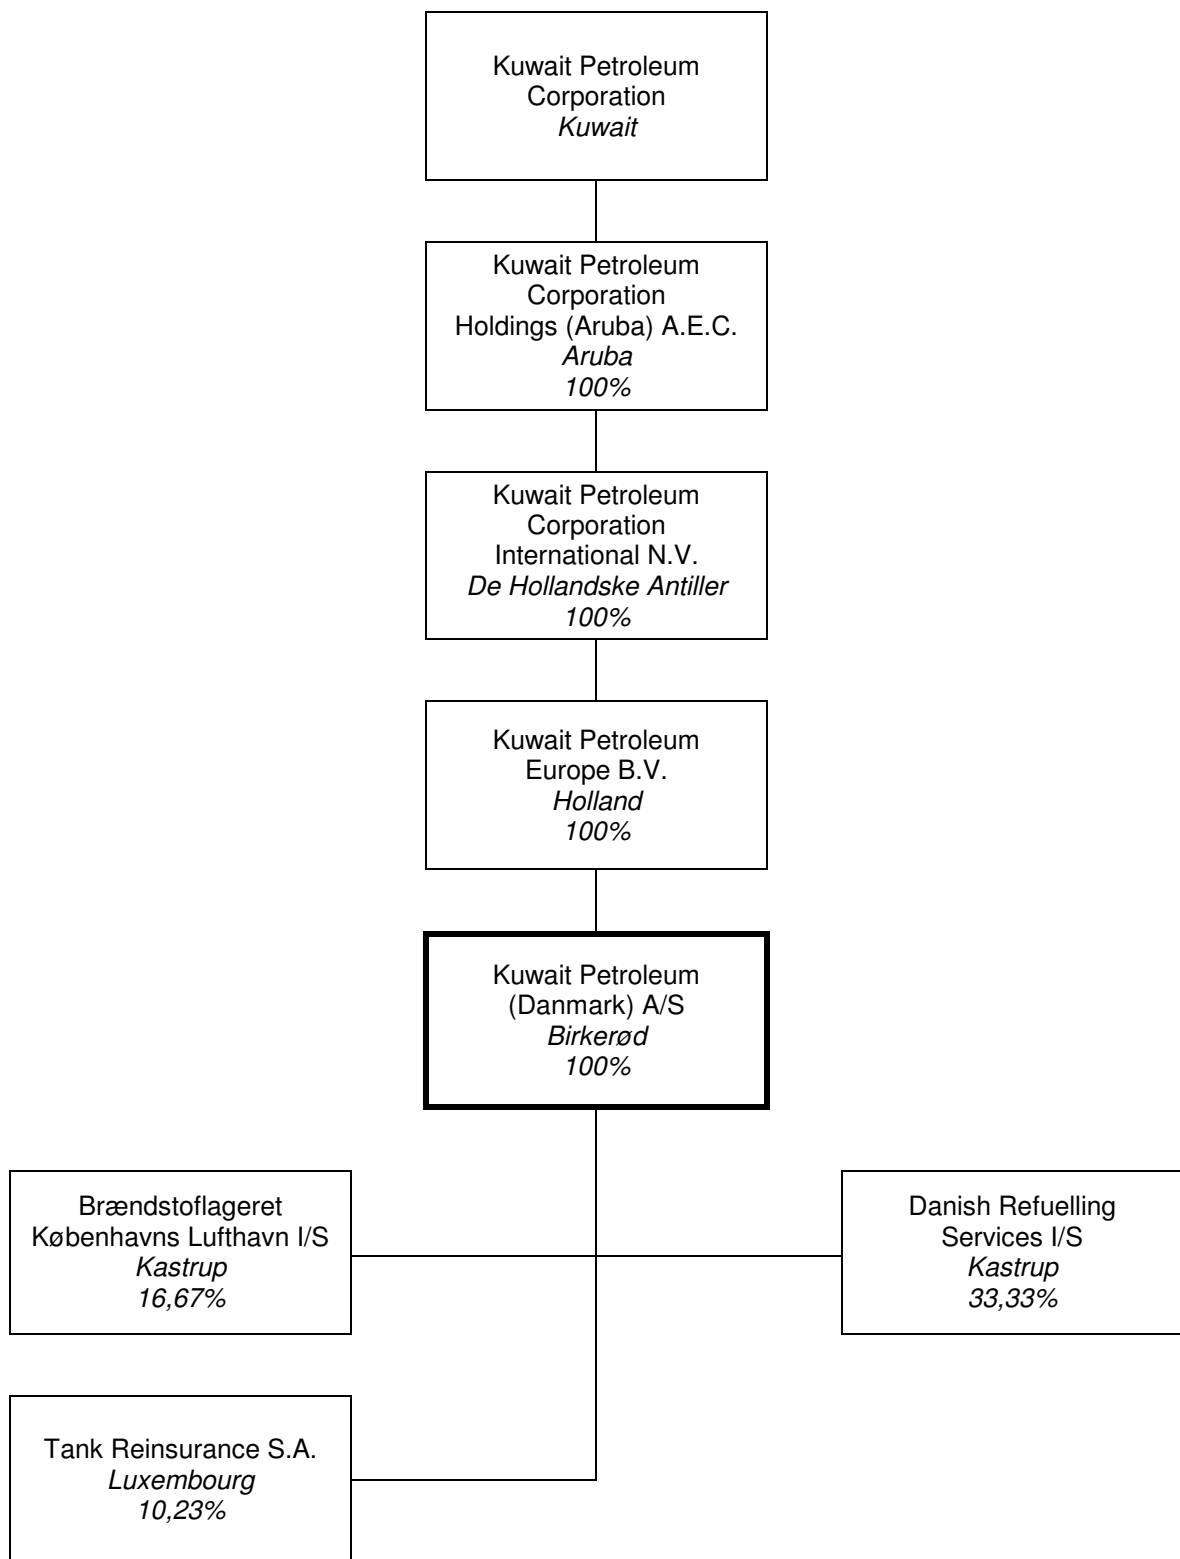 Kuwait Petroleum
Corporation
Kuwait
Kuwait Petroleum
Corporation
Holdings (Aruba) A.E.C.
Aruba
100%
Kuwait Petroleum
Corporation
International N.V.
De Hollandske Antiller
100%
Kuwait Petroleum
Europe B.V.
Holland
100%
Kuwait Petroleum
(Danmark) A/S
Birkerød
100%
Brændstoflageret
Københavns Lufthavn I/S
Kastrup
16,67%
Danish Refuelling
Services I/S
Kastrup
33,33%
Tank Reinsurance S.A.
Luxembourg
10,23%